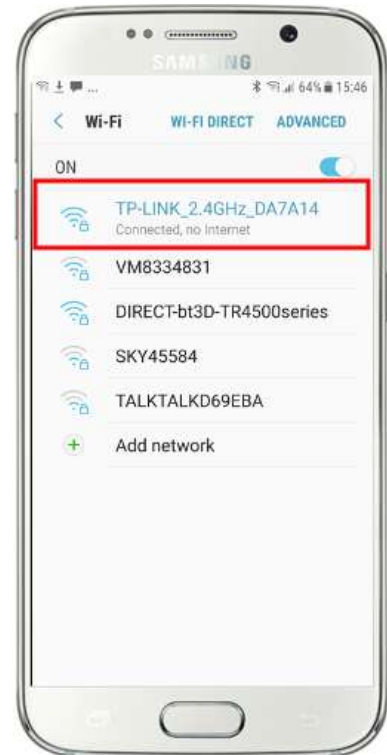 SAMSUNG
... 64% 15:46
< Wi-Fi WI-FI DIRECT ADVANCED
ON
TP-LINK_2.4GHz_DA7A14
Connected, no Internet
VM8334831
DIRECT-bt3D-TR4500series
SKY45584
TALKTALKD69EBA
+ Add network